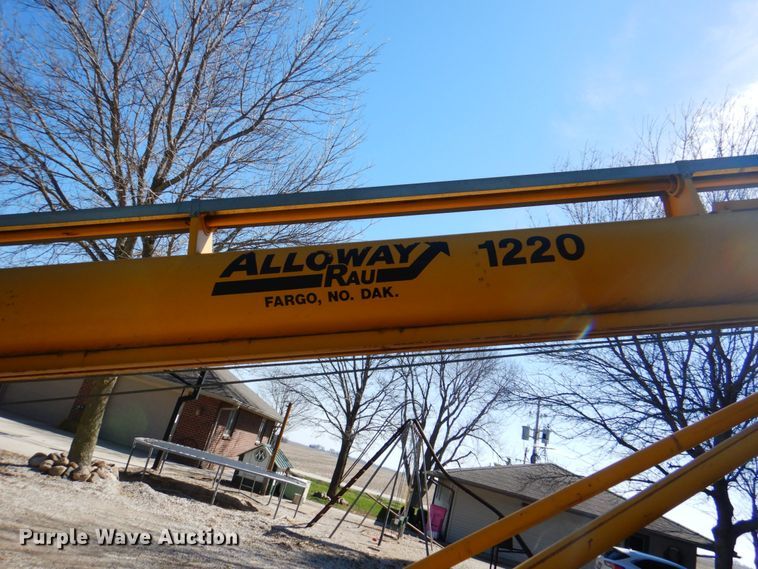 ALLOWAY 1220
RAU
FARGO, NO. DAK.
Purple Wave Auction